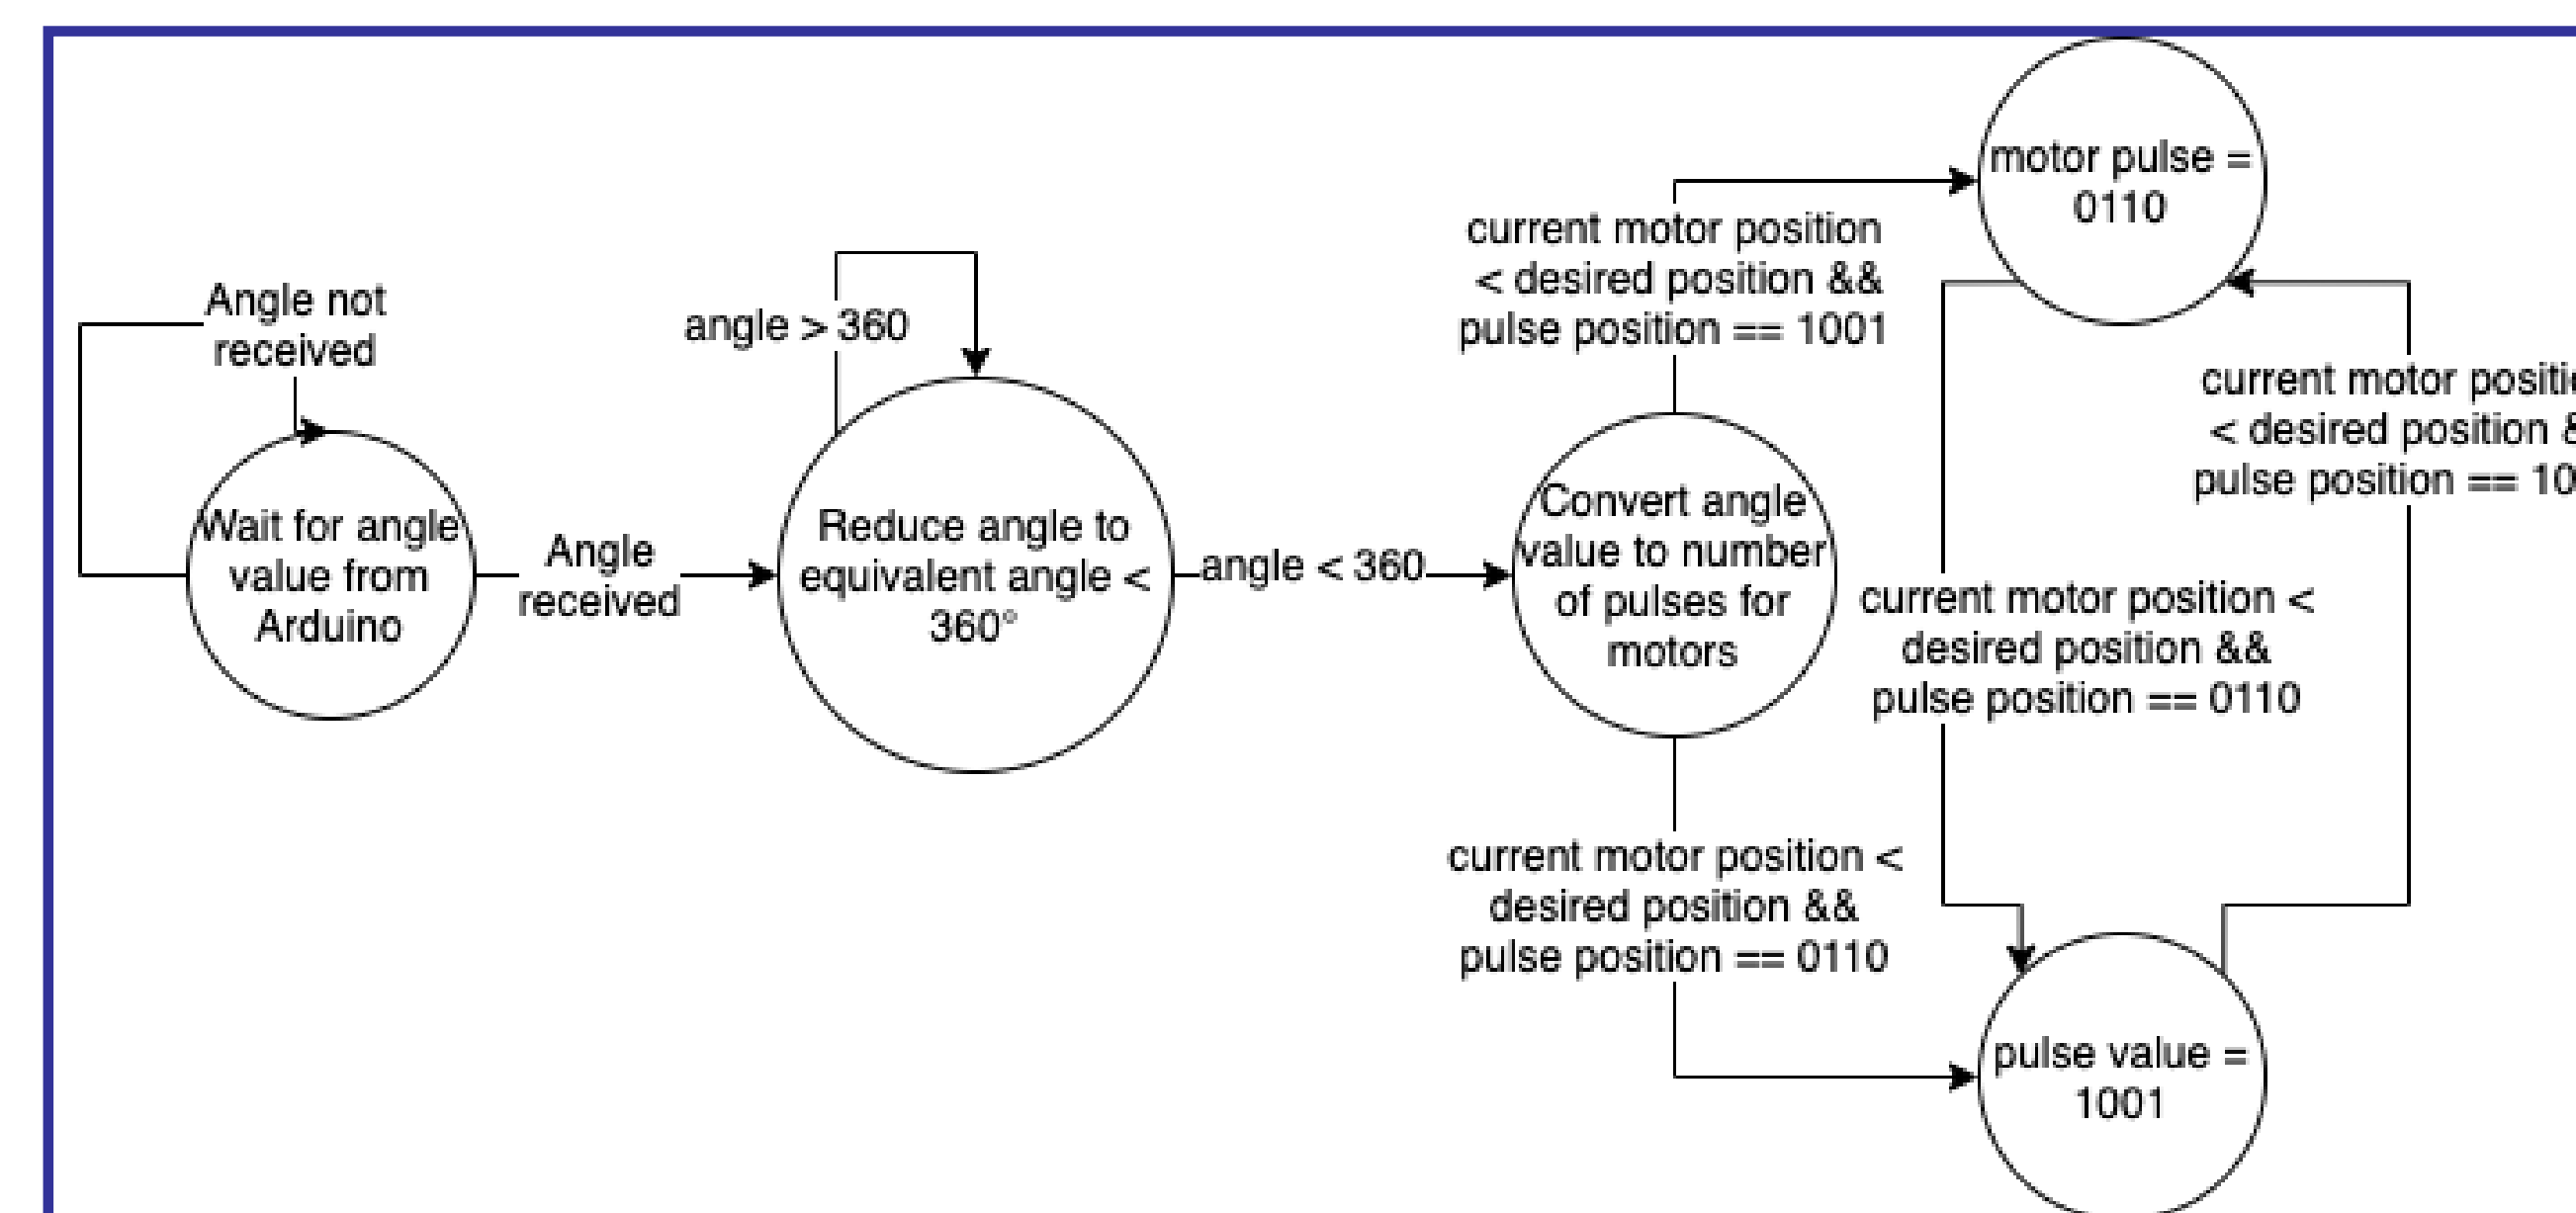 Angle not
received
Wait for angle
value from
Arduino
Angle
received
angle > 360
Reduce angle to
equivalent angle <
360°
angle < 360
current motor position
< desired position &&
pulse position == 1001
Convert angle
value to number
of pulses for
motors
current motor position <
desired position &&
pulse position == 0110
motor pulse =
0110
current motor position <
desired position &&
pulse position == 0110
current motor
< desired position
pulse position ==
pulse value =
1001